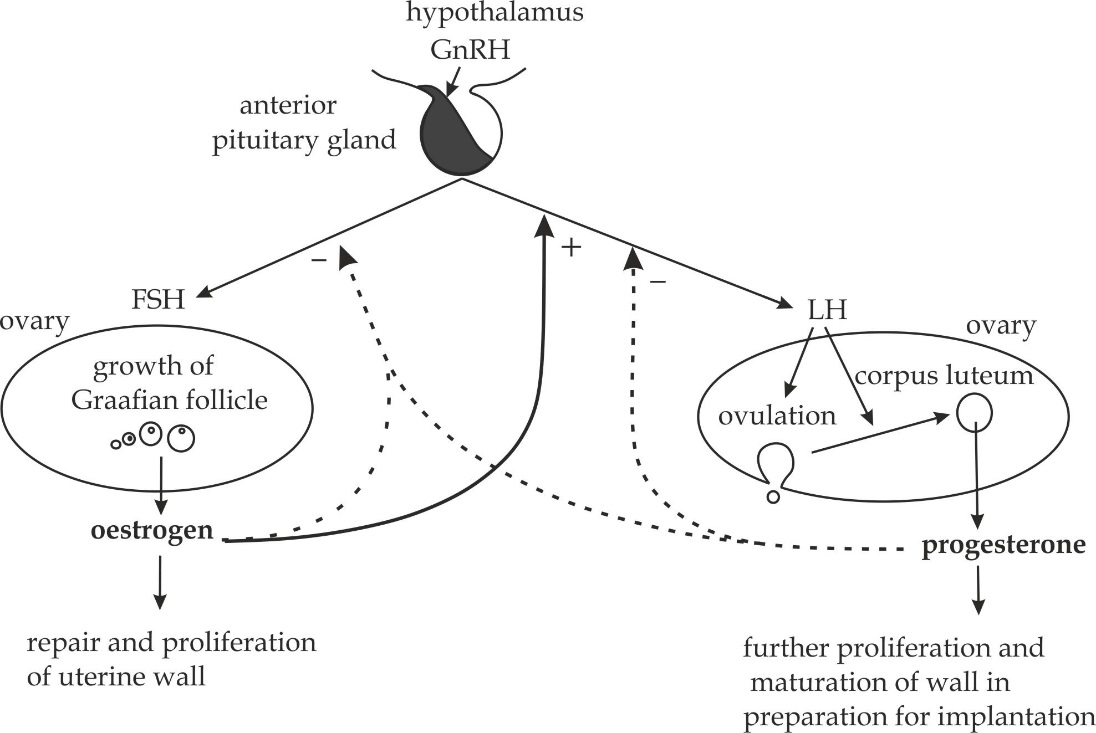 hypothalamus
GnRH
anterior
pituitary gland
+
–
–
FSH
LH
ovary
ovary
growth of
Graafian follicle
corpus luteum
ovulation
oestrogen
progesterone
repair and proliferation
of uterine wall
further proliferation and
maturation of wall in
preparation for implantation